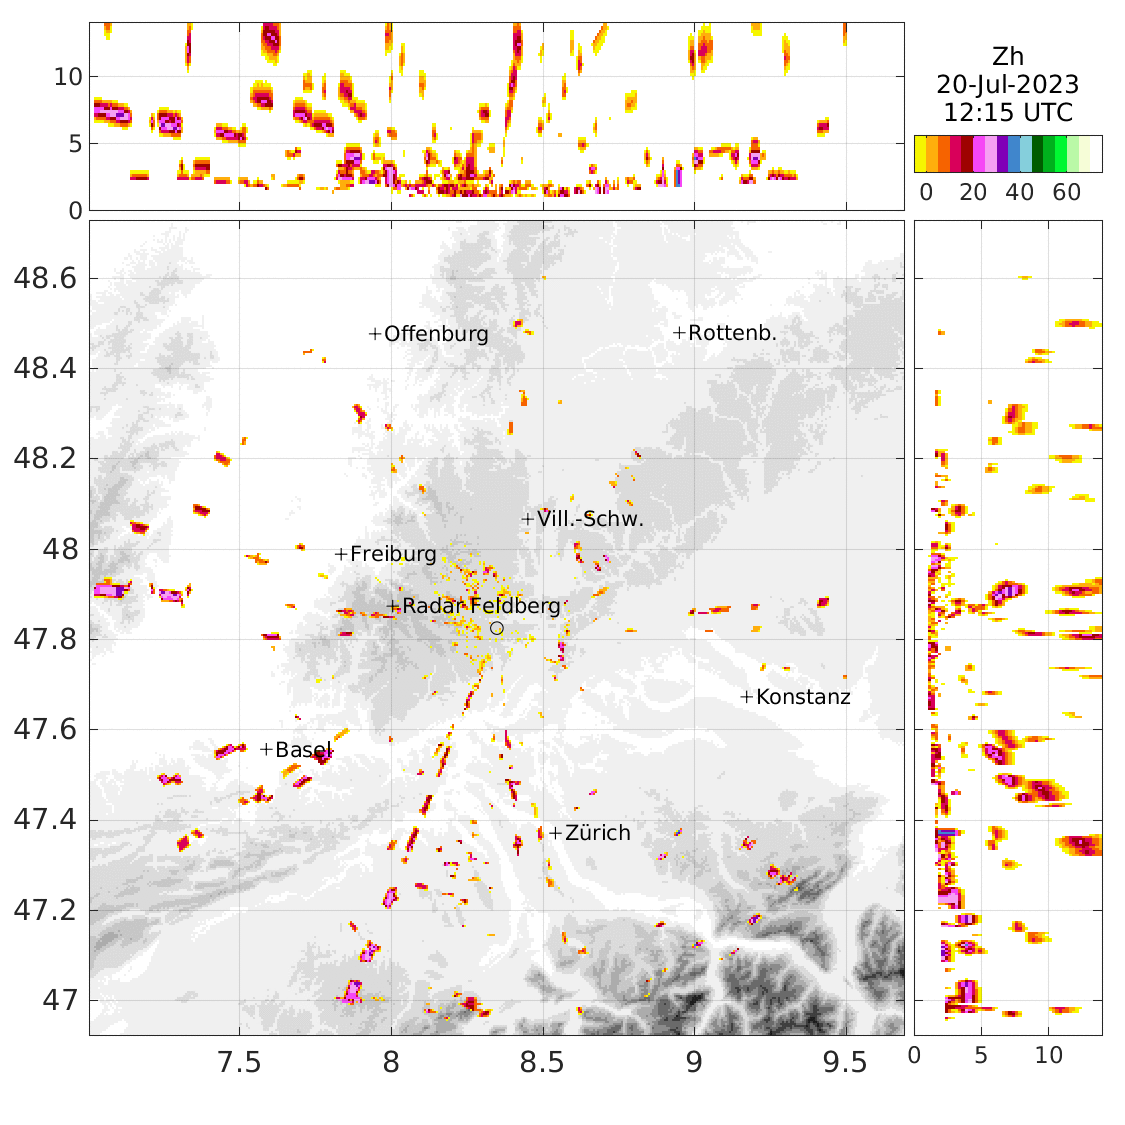 10
5
0
Zh
20-Jul-2023
12:15 UTC
0 20 40 60
48.6
48.4
48.2
48
47.8
47.6
47.4
47.2
47
+Offenburg
+Rottenb.
+Vill.-Schw.
+Freiburg
+Radar Feldberg
+Konstanz
+Basel
+Zürich
7.5 8 8.5 9 9.5
0 5 10